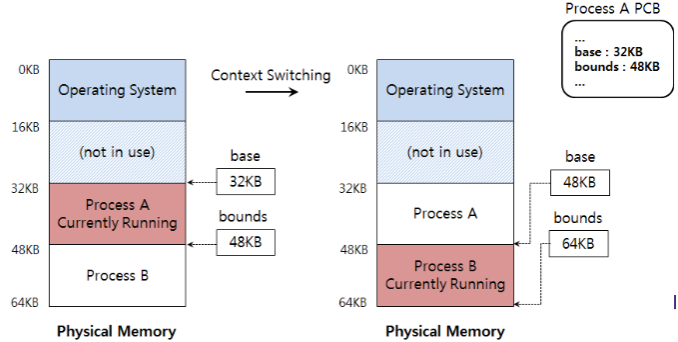 Process A PCB
...
base : 32KB
bounds : 48KB
...
0KB
Operating System
16KB
(not in use)
base
32KB
32KB
Process A
Currently Running
bounds
48KB
48KB
Process B
64KB
Physical Memory
Context Switching
0KB
Operating System
16KB
(not in use)
base
48KB
32KB
Process A
bounds
64KB
48KB
Process B
Currently Running
64KB
Physical Memory